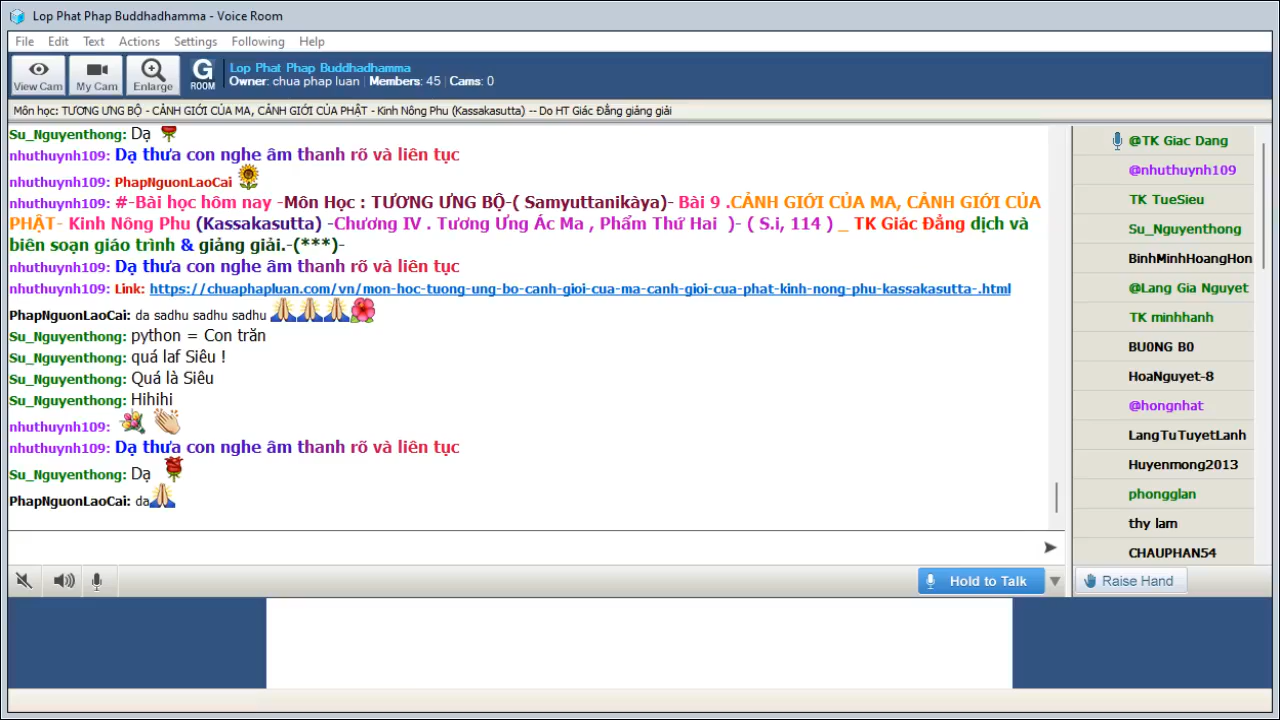 Lop Phat Phap Buddhadhamma - Voice Room
File Edit Text Actions Settings Following Help
View Cam My Cam Enlarge G ROOM
Lop Phat Phap Buddhadhamma
Owner: chua phap luan Members: 45 Cams: 0
Môn học: TƯƠNG ƯNG BỘ - CẢNH GIỚI CỦA MA, CẢNH GIỚI CỦA PHẬT - Kinh Nông Phu (Kassakasutta) -- Do HT Giác Đẳng giảng giải
Su_Nguyenthong: Dạ
nhuthuynh109: Dạ thưa con nghe âm thanh rõ và liên tục
nhuthuynh109: PhapNguonLaoCai
nhuthuynh109: #-Bài học hôm nay -Môn Học : TƯƠNG ƯNG BỘ-( Samyuttanikàya)- Bài 9 .CẢNH GIỚI CỦA MA, CẢNH GIỚI CỦA
PHẬT- Kinh Nông Phu (Kassakasutta) -Chương IV . Tương Ưng Ác Ma , Phẩm Thứ Hai )- ( S.i, 114 ) _ TK Giác Đẳng dịch và
biên soạn giáo trình & giảng giải.-(***)-
nhuthuynh109: Dạ thưa con nghe âm thanh rõ và liên tục
nhuthuynh109: Link: https://chuaphapluan.com/vn/mon-hoc-tuong-ung-bo-canh-gioi-cua-ma-canh-gioi-cua-phat-kinh-nong-phu-kassakasutta-.html
PhapNguonLaoCai: da sadhu sadhu sadhu
Su_Nguyenthong: python = Con trăn
Su_Nguyenthong: quá laf Siêu !
Su_Nguyenthong: Quá là Siêu
Su_Nguyenthong: Hihihi
nhuthuynh109:
nhuthuynh109: Dạ thưa con nghe âm thanh rõ và liên tục
Su_Nguyenthong: Dạ
PhapNguonLaoCai: da
@TK Giac Dang
@nhuthuynh109
TK TueSieu
Su_Nguyenthong
BinhMinhHoangHon
@Lang Gia Nguyet
TK minhhanh
BU0NG B0
HoaNguyet-8
@hongnhat
LangTuTuyetLanh
Huyenmong2013
phongglan
thy lam
CHAUPHAN54
Hold to Talk
Raise Hand